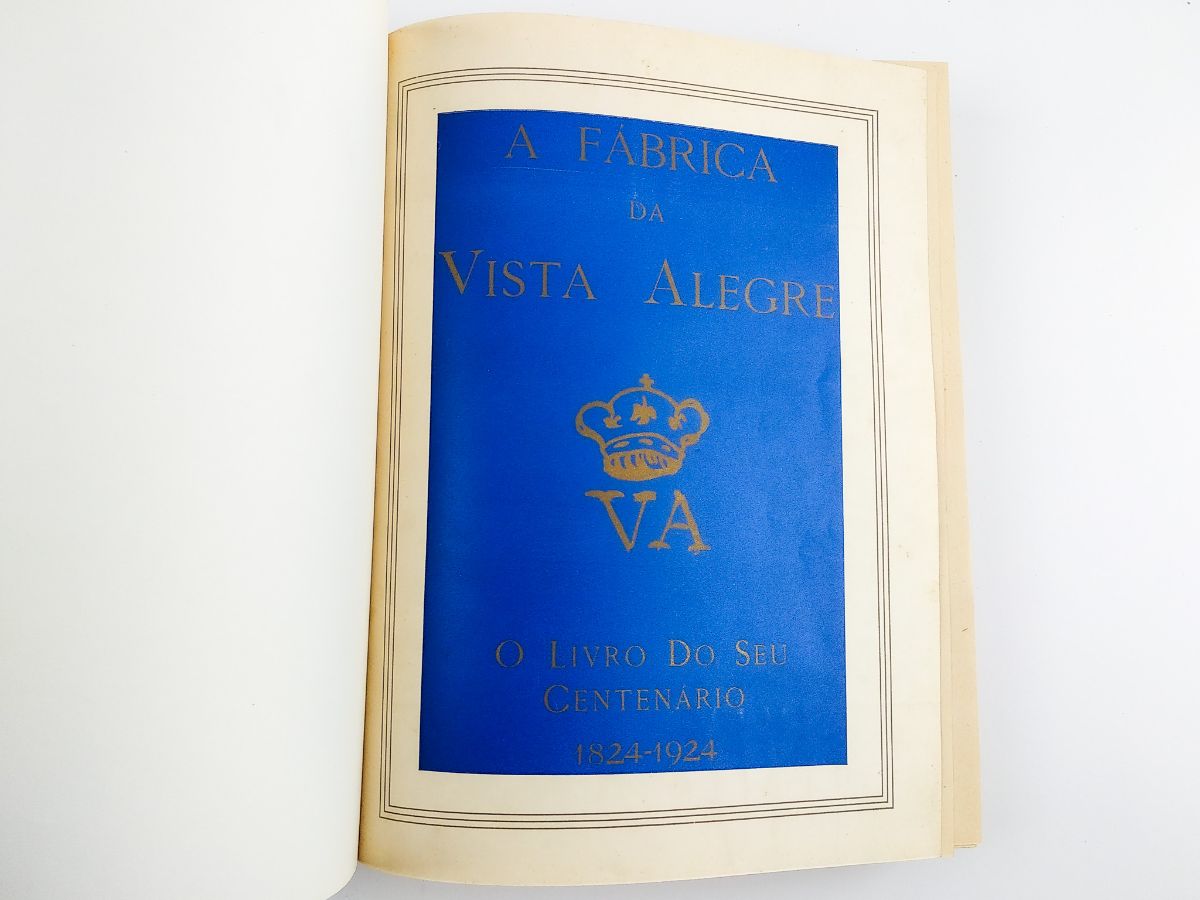 A FÁBRICA
DA
VISTA ALEGRE
VA
O LIVRO DO SEU
CENTENÁRIO
1824-1924